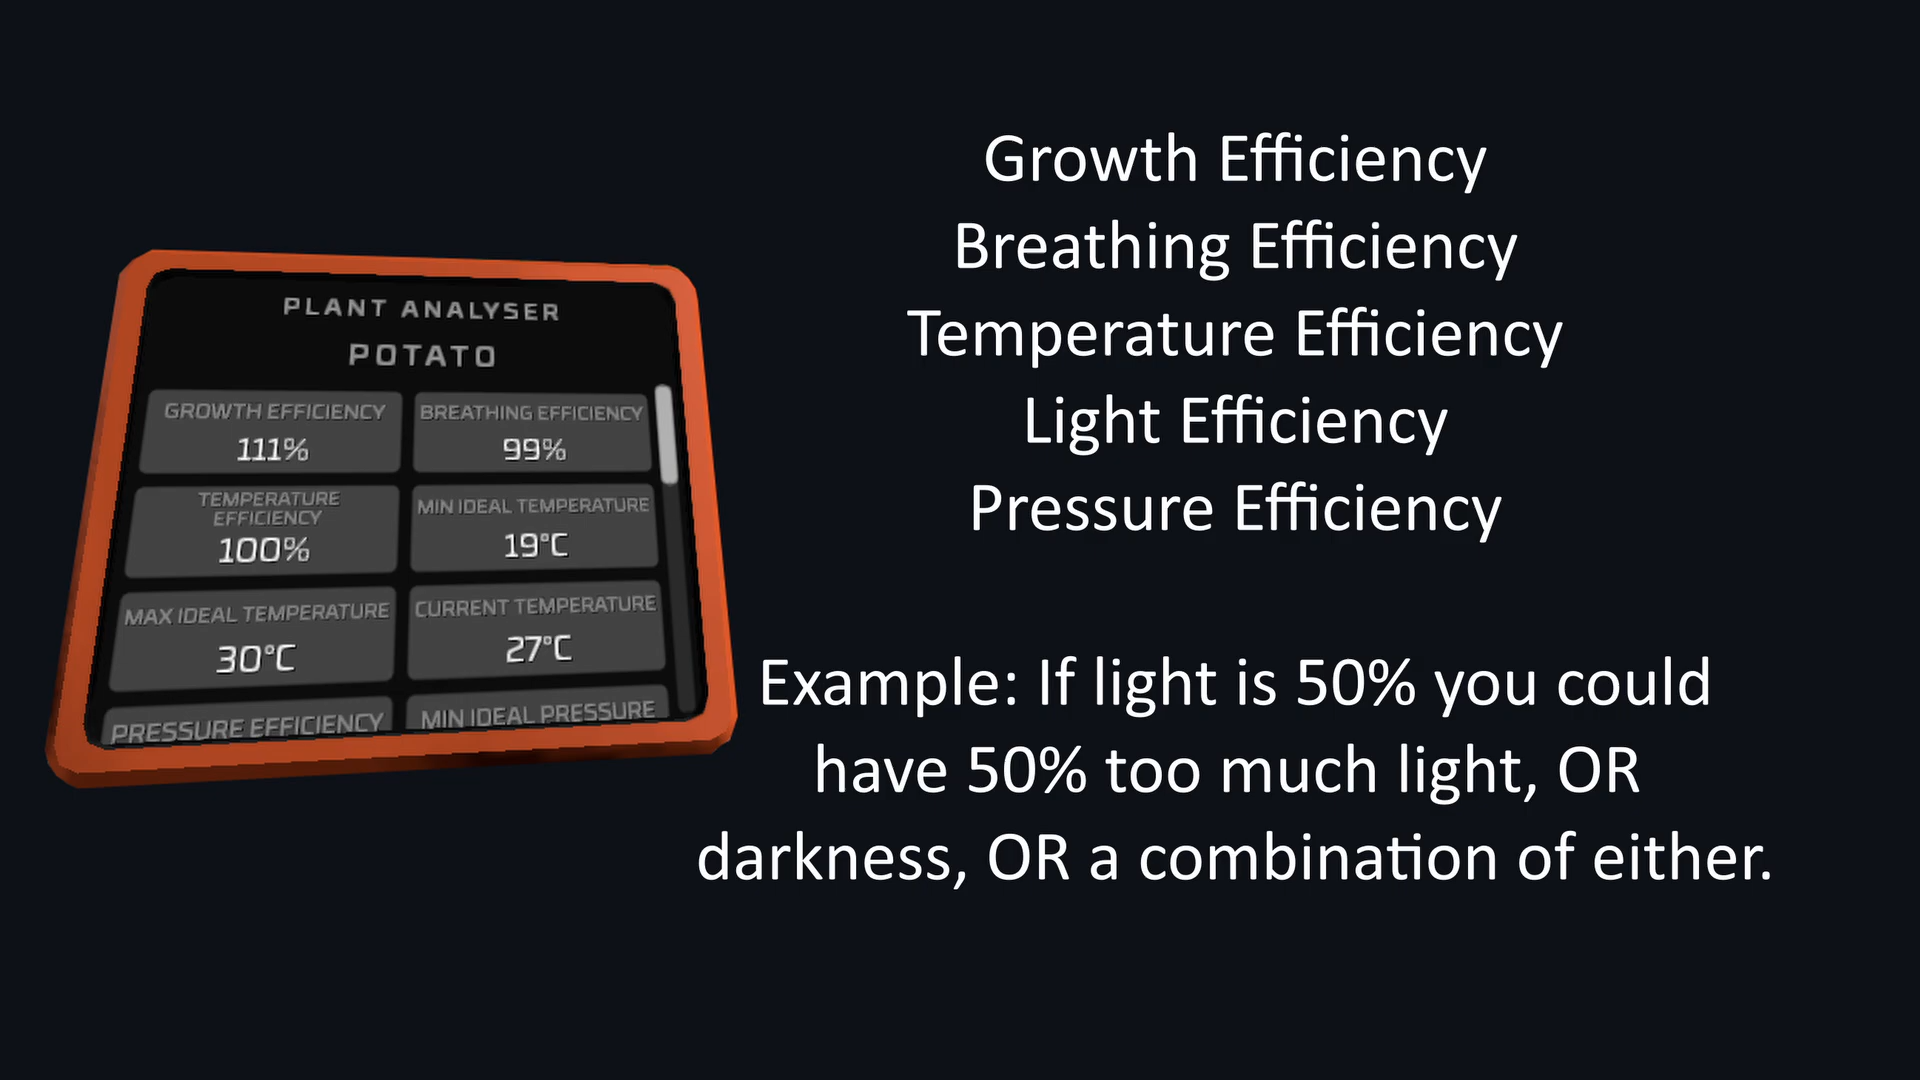 PLANT ANALYSER
POTATO
GROWTH EFFICIENCY
111%
BREATHING EFFICIENCY
99%
TEMPERATURE
EFFICIENCY
100%
MIN IDEAL TEMPERATURE
19°C
MAX IDEAL TEMPERATURE
30°C
CURRENT TEMPERATURE
27°C
PRESSURE EFFICIENCY
MIN IDEAL PRESSURE
Growth Efficiency
Breathing Efficiency
Temperature Efficiency
Light Efficiency
Pressure Efficiency
Example: If light is 50% you could
have 50% too much light, OR
darkness, OR a combination of either.